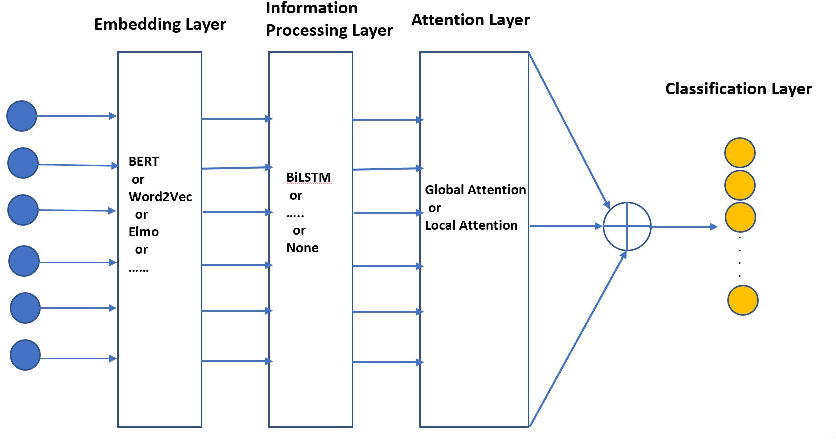 Embedding Layer
Information
Processing Layer
Attention Layer
Classification Layer
BERT
or
Word2Vec
or
Elmo
or
......
BiLSTM
or
.....
or
None
Global Attention
or
Local Attention